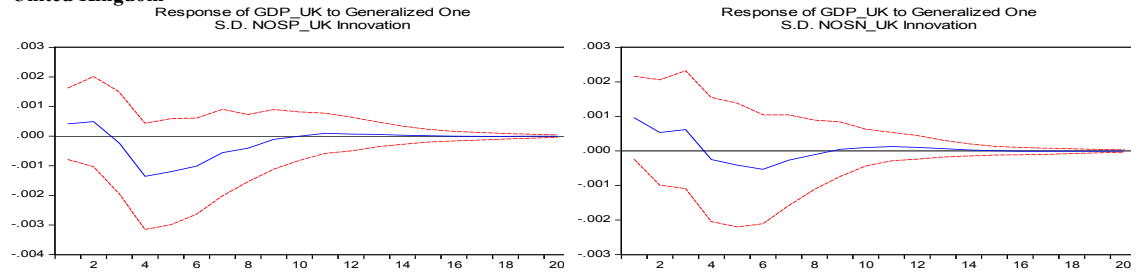 United Kingdom
Response of GDP_UK to Generalized One
S.D. NOSP_UK Innovation
.003
.002
.001
.000
-.001
-.002
-.003
-.004
2 4 6 8 10 12 14 16 18 20
Response of GDP_UK to Generalized One
S.D. NOSN_UK Innovation
.003
.002
.001
.000
-.001
-.002
-.003
2 4 6 8 10 12 14 16 18 20